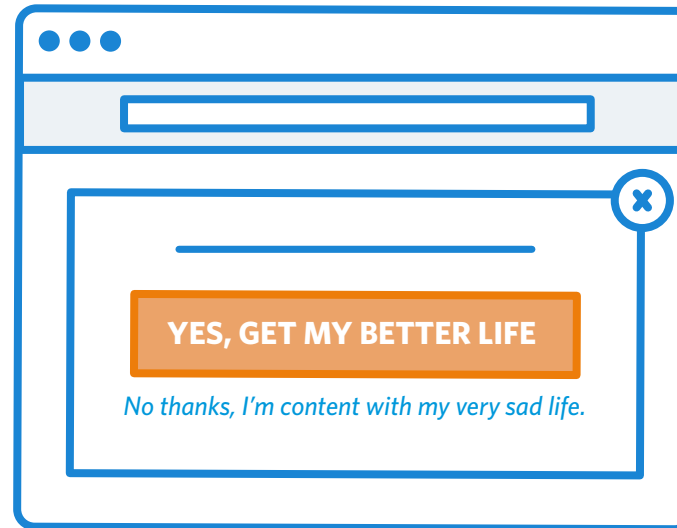 YES, GET MY BETTER LIFE
No thanks, I'm content with my very sad life.